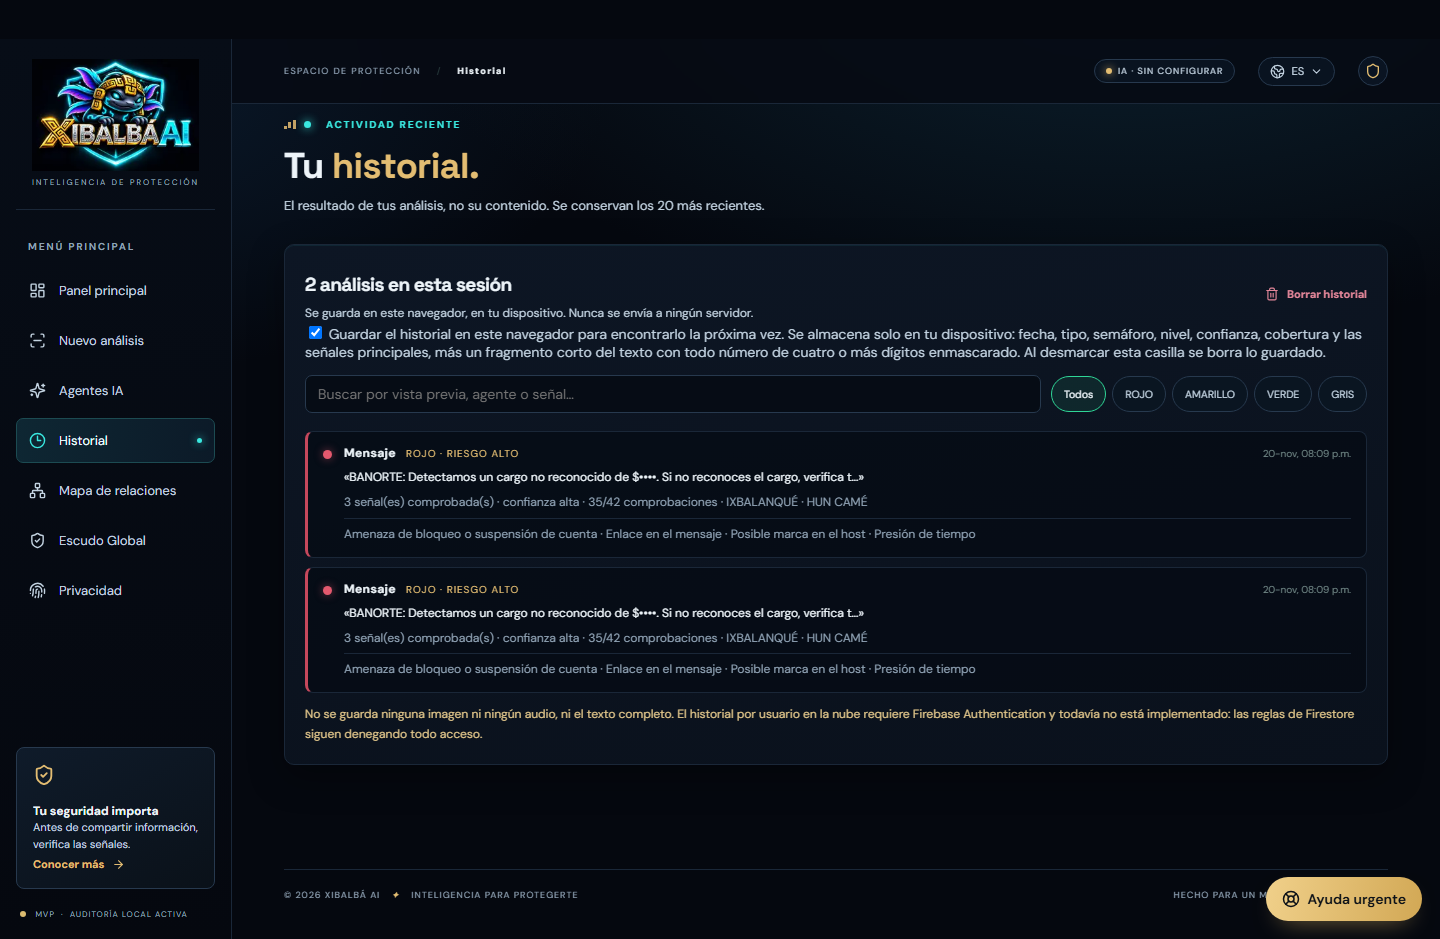 XIBALBÁ AI
INTELIGENCIA DE PROTECCIÓN
MENÚ PRINCIPAL
Panel principal
Nuevo análisis
Agentes IA
Historial
Mapa de relaciones
Escudo Global
Privacidad
Tu seguridad importa
Antes de compartir información,
verifica las señales.
Conocer más →
MVP · AUDITORÍA LOCAL ACTIVA
ESPACIO DE PROTECCIÓN / Historial
IA · SIN CONFIGURAR
ES
ACTIVIDAD RECIENTE
Tu historial.
El resultado de tus análisis, no su contenido. Se conservan los 20 más recientes.
2 análisis en esta sesión
Borrar historial
Se guarda en este navegador, en tu dispositivo. Nunca se envía a ningún servidor.
Guardar el historial en este navegador para encontrarlo la próxima vez. Se almacena solo en tu dispositivo: fecha, tipo, semáforo, nivel, confianza, cobertura y las
señales principales, más un fragmento corto del texto con todo número de cuatro o más dígitos enmascarado. Al desmarcar esta casilla se borra lo guardado.
Buscar por vista previa, agente o señal...
Todos
ROJO
AMARILLO
VERDE
GRIS
Mensaje ROJO · RIESGO ALTO 20-nov, 08:09 p.m.
«BANORTE: Detectamos un cargo no reconocido de $••••. Si no reconoces el cargo, verifica t…»
3 señal(es) comprobada(s) · confianza alta · 35/42 comprobaciones · IXBALANQUÉ · HUN CAMÉ
Amenaza de bloqueo o suspensión de cuenta · Enlace en el mensaje · Posible marca en el host · Presión de tiempo
Mensaje ROJO · RIESGO ALTO 20-nov, 08:09 p.m.
«BANORTE: Detectamos un cargo no reconocido de $••••. Si no reconoces el cargo, verifica t…»
3 señal(es) comprobada(s) · confianza alta · 35/42 comprobaciones · IXBALANQUÉ · HUN CAMÉ
Amenaza de bloqueo o suspensión de cuenta · Enlace en el mensaje · Posible marca en el host · Presión de tiempo
No se guarda ninguna imagen ni ningún audio, ni el texto completo. El historial por usuario en la nube requiere Firebase Authentication y todavía no está implementado: las reglas de Firestore
siguen denegando todo acceso.
© 2026 XIBALBÁ AI ✦ INTELIGENCIA PARA PROTEGERTE
HECHO PARA UN
Ayuda urgente